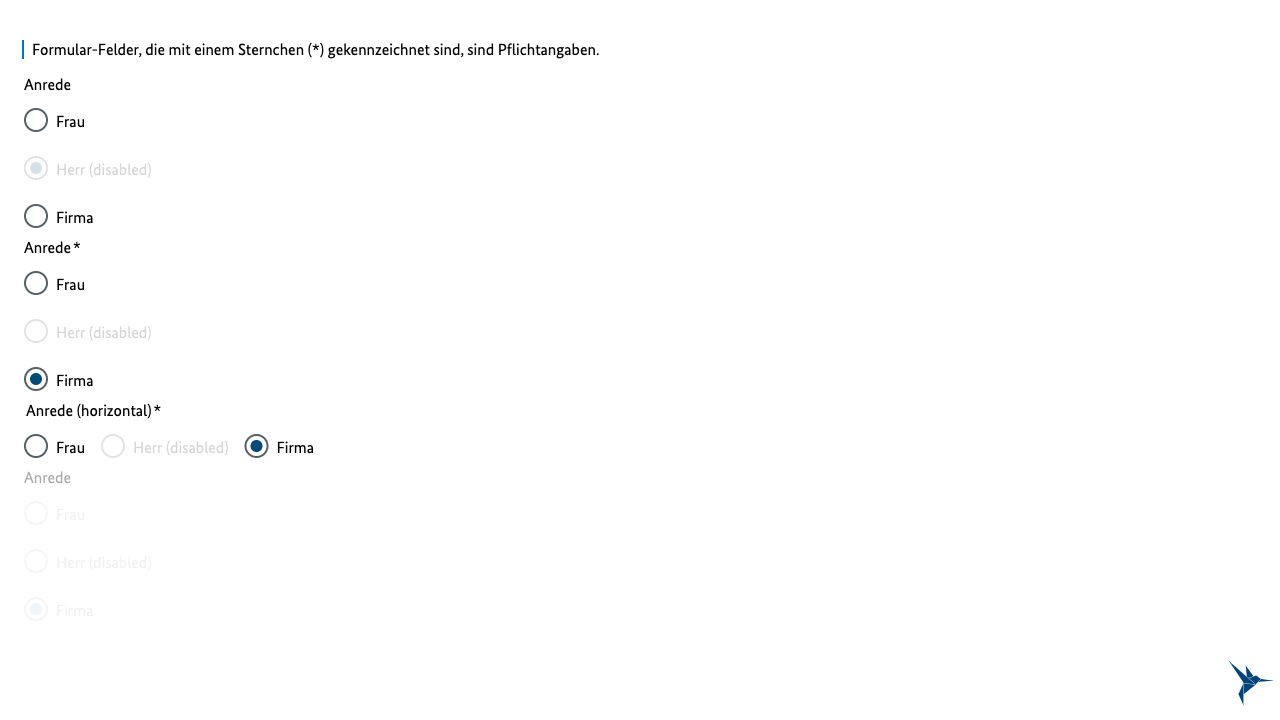 Formular-Felder, die mit einem Sternchen (*) gekennzeichnet sind, sind Pflichtangaben.
Anrede
Frau
Herr (disabled)
Firma
Anrede*
Frau
Herr (disabled)
Firma
Anrede (horizontal)*
Frau Herr (disabled) Firma
Anrede
Frau
Herr (disabled)
Firma